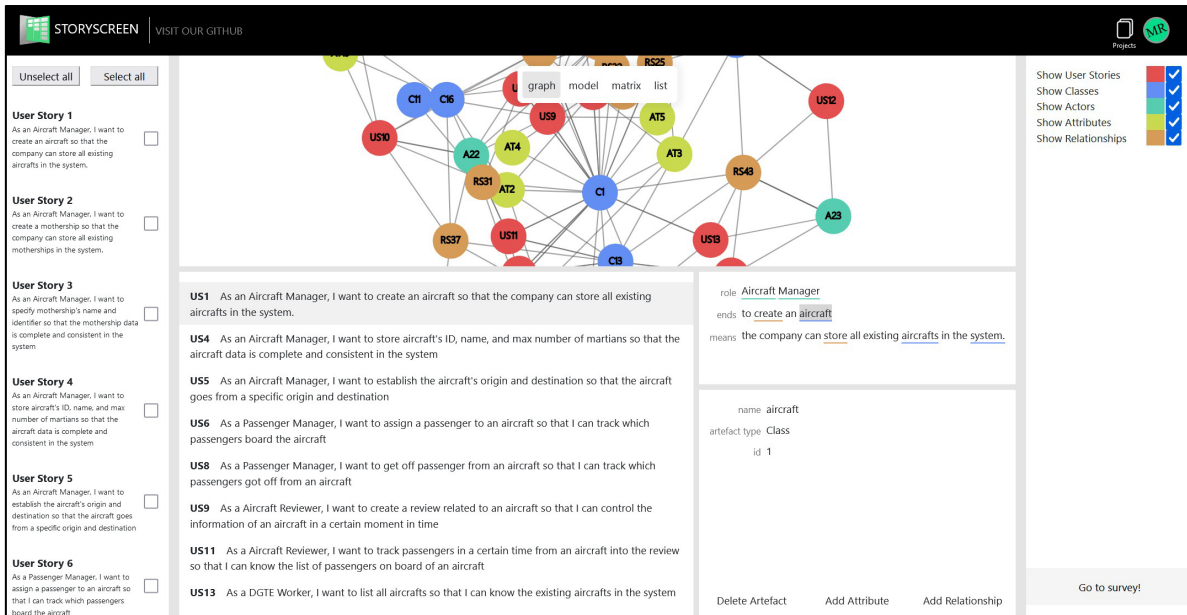 STORYSCREEN
VISIT OUR GITHUB
Projects
MR
Unselect all
Select all
User Story 1
As an Aircraft Manager, I want to
create an aircraft so that the
company can store all existing
aircrafts in the system.
User Story 2
As an Aircraft Manager, I want to
create a mothership so that the
company can store all existing
motherships in the system.
User Story 3
As an Aircraft Manager, I want to
specify mothership's name and
identifier so that the mothership data
is complete and consistent in the
system
User Story 4
As an Aircraft Manager, I want to
store aircraft's ID, name, and max
number of martians so that the
aircraft data is complete and
consistent in the system
User Story 5
As an Aircraft Manager, I want to
establish the aircraft's origin and
destination so that the aircraft goes
from a specific origin and destination
User Story 6
As a Passenger Manager, I want to
assign a passenger to an aircraft so
that I can track which passengers
board the aircraft
RS25
graph
model
matrix
list
C11
C16
US9
AT5
US12
US10
A22
AT4
AT3
RS31
AT2
C1
RS43
A23
RS37
US11
US13
C13
US1 As an Aircraft Manager, I want to create an aircraft so that the company can store all existing
aircrafts in the system.
US4 As an Aircraft Manager, I want to store aircraft's ID, name, and max number of martians so that the
aircraft data is complete and consistent in the system
US5 As an Aircraft Manager, I want to establish the aircraft's origin and destination so that the aircraft
goes from a specific origin and destination
US6 As a Passenger Manager, I want to assign a passenger to an aircraft so that I can track which
passengers board the aircraft
US8 As a Passenger Manager, I want to get off passenger from an aircraft so that I can track which
passengers got off from an aircraft
US9 As a Aircraft Reviewer, I want to create a review related to an aircraft so that I can control the
information of an aircraft in a certain moment in time
US11 As a Aircraft Reviewer, I want to track passengers in a certain time from an aircraft into the review
so that I can know the list of passengers on board of an aircraft
US13 As a DGTE Worker, I want to list all aircrafts so that I can know the existing aircrafts in the system
role Aircraft Manager
ends to create an aircraft
means the company can store all existing aircrafts in the system.
name aircraft
artefact type Class
id 1
Delete Artefact
Add Attribute
Add Relationship
Show User Stories
Show Classes
Show Actors
Show Attributes
Show Relationships
Go to survey!